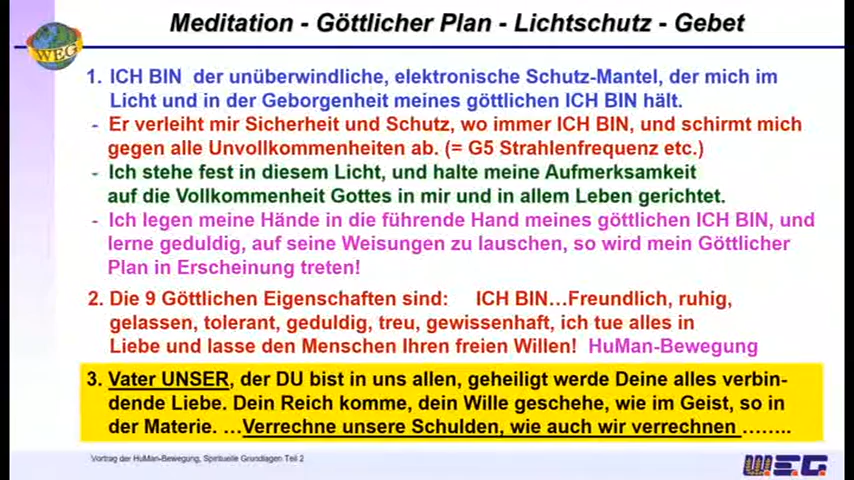 Meditation - Göttlicher Plan - Lichtschutz - Gebet
WEG
1. ICH BIN der unüberwindliche, elektronische Schutz-Mantel, der mich im
Licht und in der Geborgenheit meines göttlichen ICH BIN hält.
- Er verleiht mir Sicherheit und Schutz, wo immer ICH BIN, und schirmt mich
gegen alle Unvollkommenheiten ab. (= G5 Strahlenfrequenz etc.)
- Ich stehe fest in diesem Licht, und halte meine Aufmerksamkeit
auf die Vollkommenheit Gottes in mir und in allem Leben gerichtet.
- Ich legen meine Hände in die führende Hand meines göttlichen ICH BIN, und
lerne geduldig, auf seine Weisungen zu lauschen, so wird mein Göttlicher
Plan in Erscheinung treten!
2. Die 9 Göttlichen Eigenschaften sind: ICH BIN…Freundlich, ruhig,
gelassen, tolerant, geduldig, treu, gewissenhaft, ich tue alles in
Liebe und lasse den Menschen Ihren freien Willen! HuMan-Bewegung
3. Vater UNSER, der DU bist in uns allen, geheiligt werde Deine alles verbin-
dende Liebe. Dein Reich komme, dein Wille geschehe, wie im Geist, so in
der Materie. …Verrechne unsere Schulden, wie auch wir verrechnen ……..
Vortrag der HuMan-Bewegung, Spirituelle Grundlagen Teil 2
W.E.G.